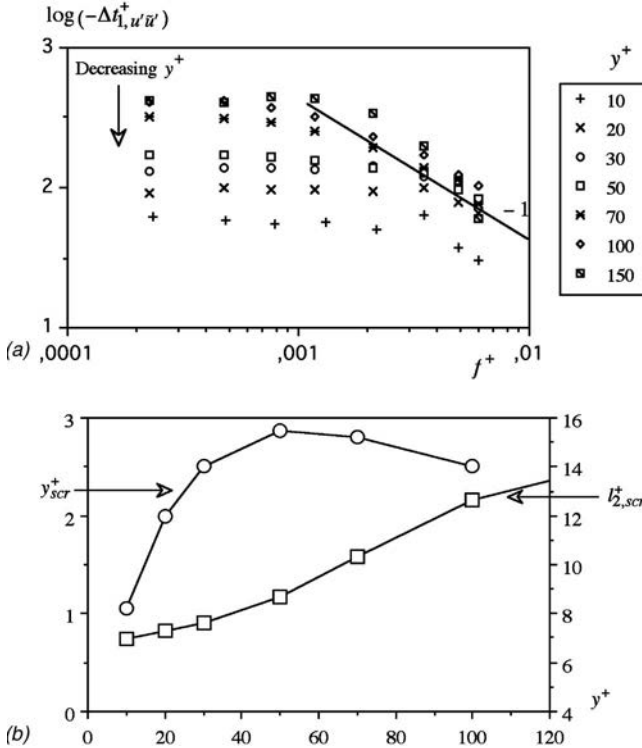 log(−Δt⁺₁,u′ũ′)
3
Decreasing y⁺
2
−1
1
,0001
,001
,01
f⁺
(a)
y⁺
+ 10
× 20
○ 30
□ 50
70
◇ 100
150
3
2
1
0
y⁺scr
16
14
12
10
8
6
4
l⁺2,scr
y⁺
(b)
0 20 40 60 80 100 120